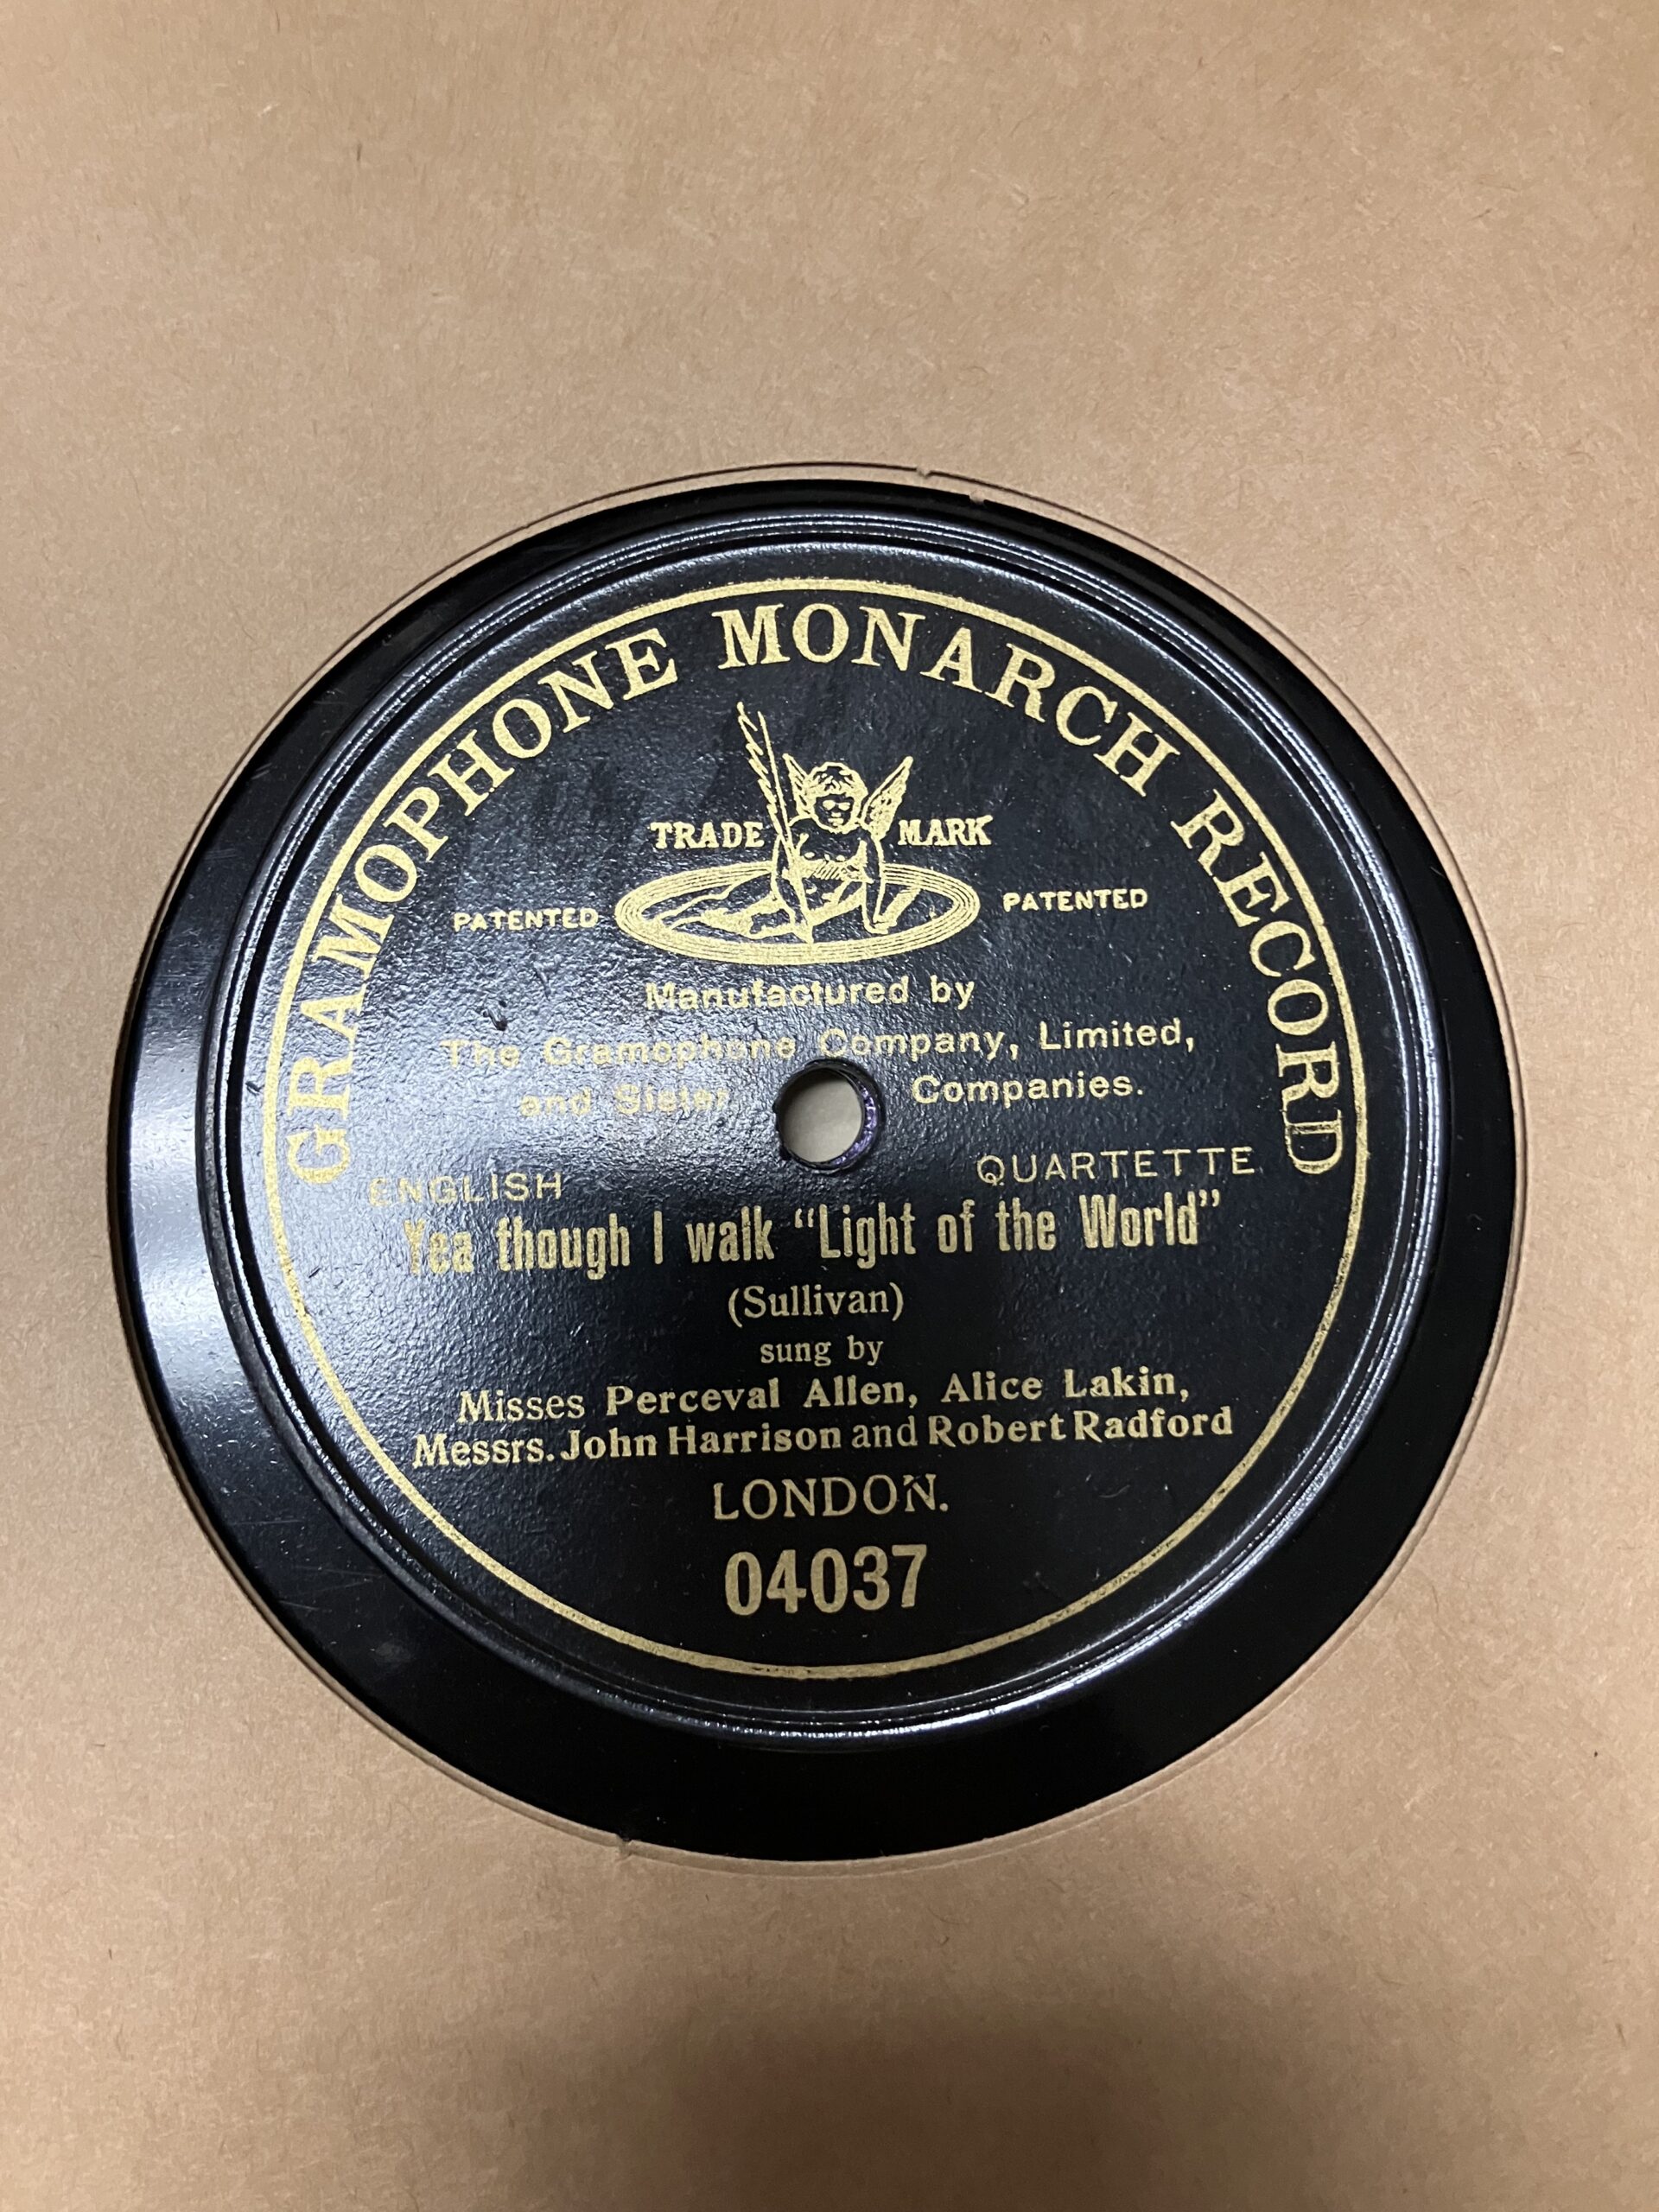 GRAMOPHONE MONARCH RECORD
TRADE MARK
PATENTED PATENTED
Manufactured by
The Gramophone Company, Limited,
and Sister Companies.
ENGLISH QUARTETTE
Yea though I walk “Light of the World”
(Sullivan)
sung by
Misses Perceval Allen, Alice Lakin,
Messrs. John Harrison and Robert Radford
LONDON.
04037